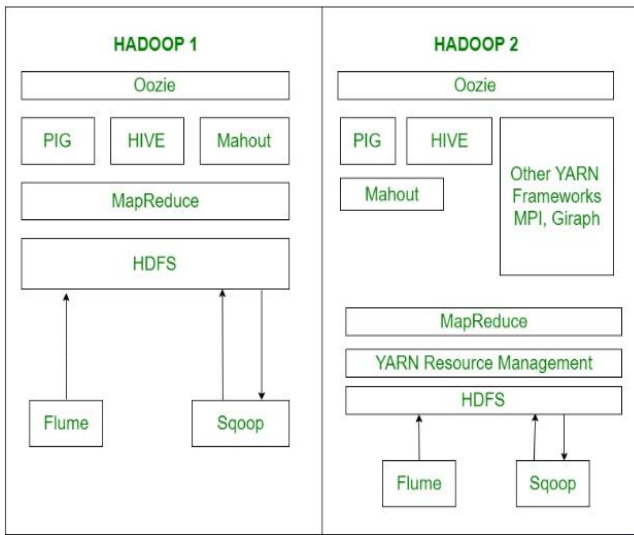 HADOOP 1
Oozie
PIG
HIVE
Mahout
MapReduce
HDFS
Flume
Sqoop
HADOOP 2
Oozie
PIG
HIVE
Mahout
Other YARN
Frameworks
MPI, Giraph
MapReduce
YARN Resource Management
HDFS
Flume
Sqoop